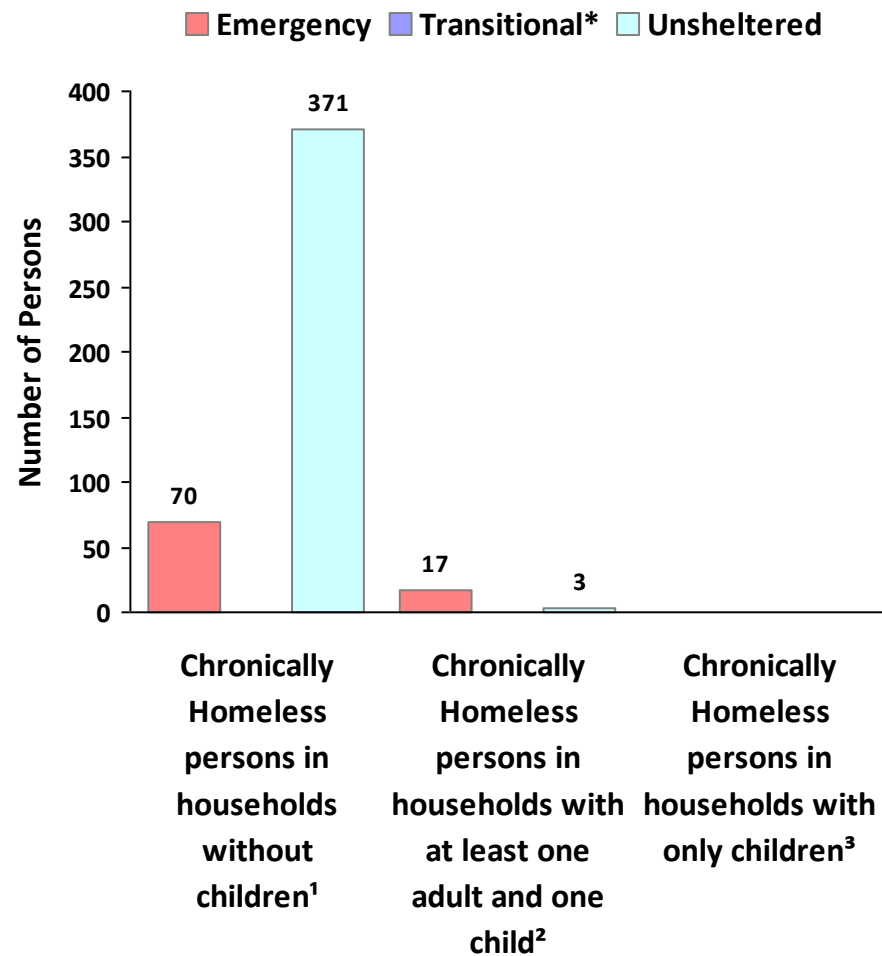 Emergency Transitional* Unsheltered
Number of Persons
400
350
300
250
200
150
100
50
0
371
70
17
3
Chronically
Homeless
persons in
households
without
children¹
Chronically
Homeless
persons in
households with
at least one
adult and one
child²
Chronically
Homeless
persons in
households with
only children³